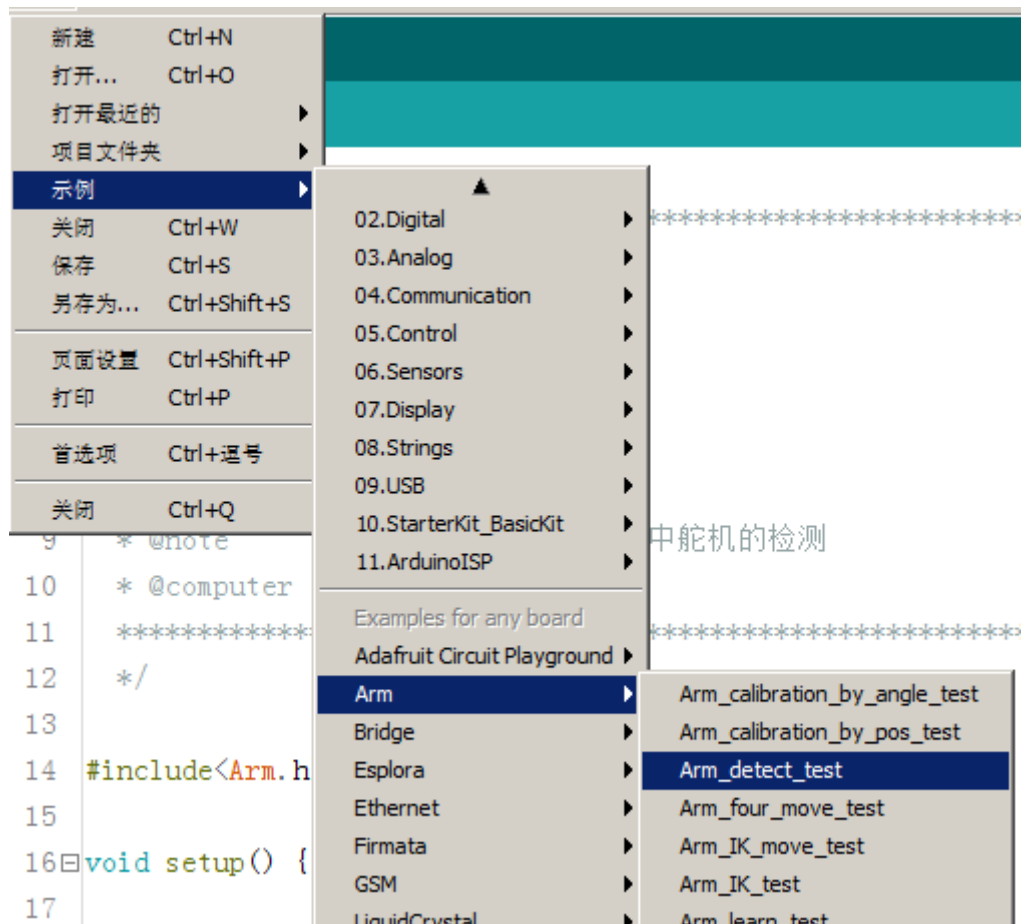 新建 Ctrl+N
打开... Ctrl+O
打开最近的
项目文件夹
示例
关闭 Ctrl+W
保存 Ctrl+S
另存为... Ctrl+Shift+S
页面设置 Ctrl+Shift+P
打印 Ctrl+P
首选项 Ctrl+逗号
关闭 Ctrl+Q
02.Digital
03.Analog
04.Communication
05.Control
06.Sensors
07.Display
08.Strings
09.USB
10.StarterKit_BasicKit
11.ArduinoISP
Examples for any board
Adafruit Circuit Playground
Arm
Bridge
Esplora
Ethernet
Firmata
GSM
LiquidCrystal
Arm_calibration_by_angle_test
Arm_calibration_by_pos_test
Arm_detect_test
Arm_four_move_test
Arm_IK_move_test
Arm_IK_test
Arm_learn_test
***********************
9 * @note 中舵机的检测
10 * @computer
11 ************ ***********************
12 */
13
14 #include<Arm.h
15
16 void setup() {
17